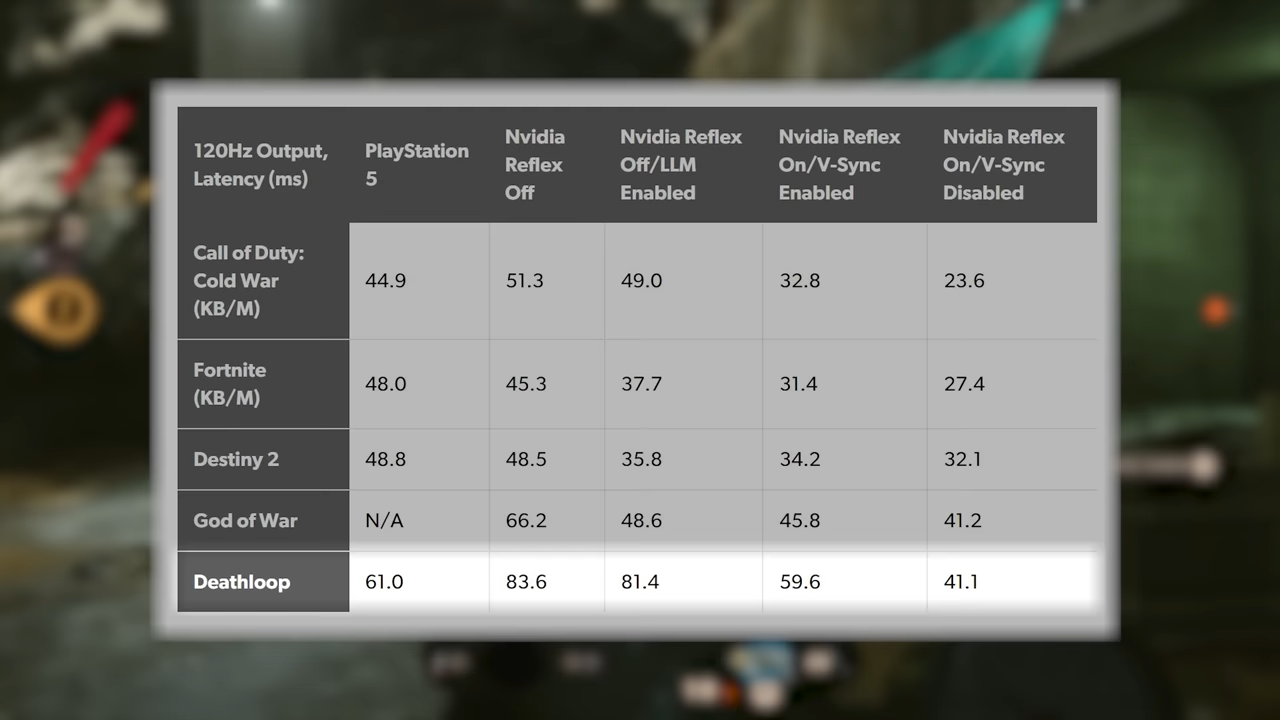 120Hz Output, Latency (ms) PlayStation 5 Nvidia Reflex Off Nvidia Reflex Off/LLM Enabled Nvidia Reflex On/V-Sync Enabled Nvidia Reflex On/V-Sync Disabled
Call of Duty: Cold War (KB/M) 44.9 51.3 49.0 32.8 23.6
Fortnite (KB/M) 48.0 45.3 37.7 31.4 27.4
Destiny 2 48.8 48.5 35.8 34.2 32.1
God of War N/A 66.2 48.6 45.8 41.2
Deathloop 61.0 83.6 81.4 59.6 41.1